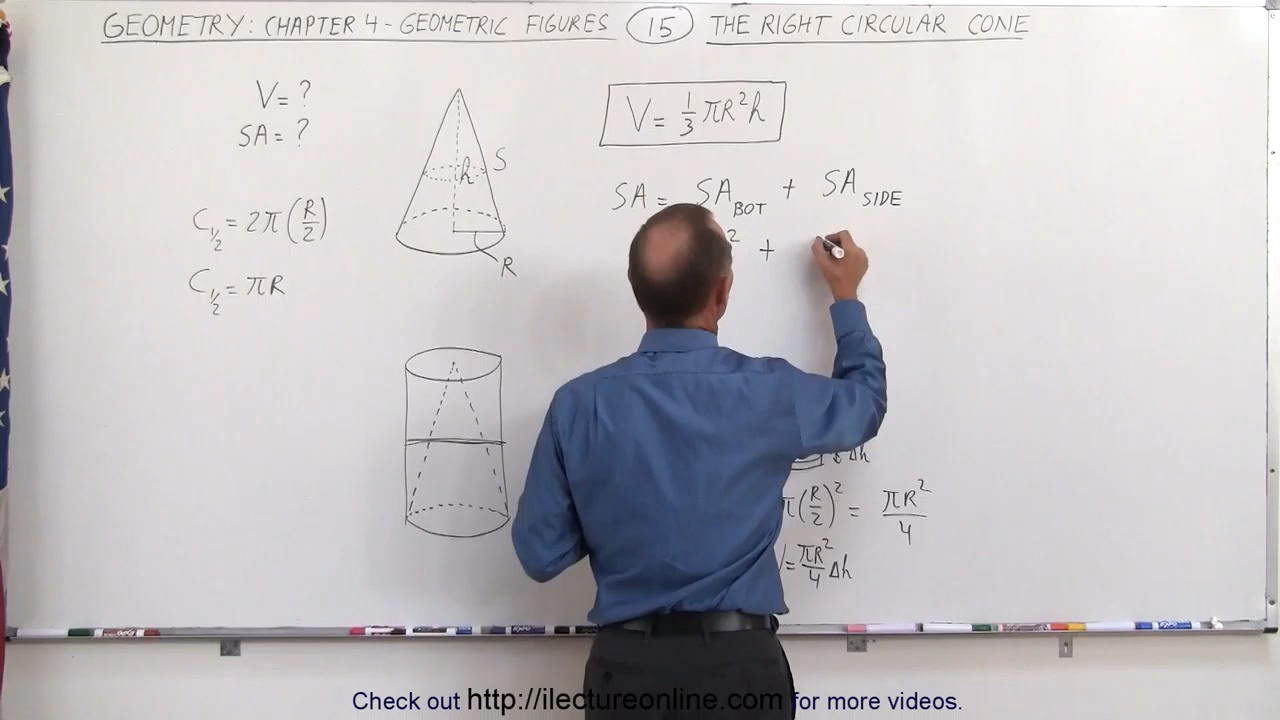 GEOMETRY: CHAPTER 4 - GEOMETRIC FIGURES 15 THE RIGHT CIRCULAR CONE
V = ?
SA = ?
C½ = 2π(R/2)
C½ = πR
h
S
R
V = 1/3 πR²h
SA = SA BOT + SA SIDE
² +
Δh
π(R/2)² = πR²/4
= πR²/4 Δh
Check out http://ilectureonline.com for more videos.